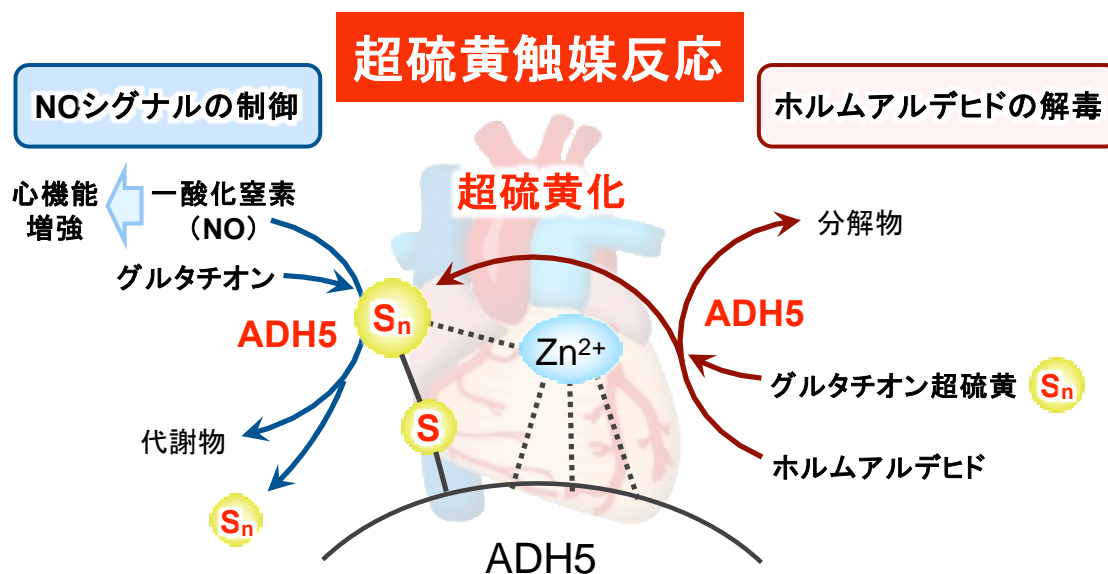 超硫黄触媒反応
NOシグナルの制御
ホルムアルデヒドの解毒
心機能
増強
一酸化窒素
（NO）
グルタチオン
超硫黄化
分解物
ADH5
Sn
Zn²⁺
ADH5
グルタチオン超硫黄 Sn
S
代謝物
ホルムアルデヒド
Sn
ADH5